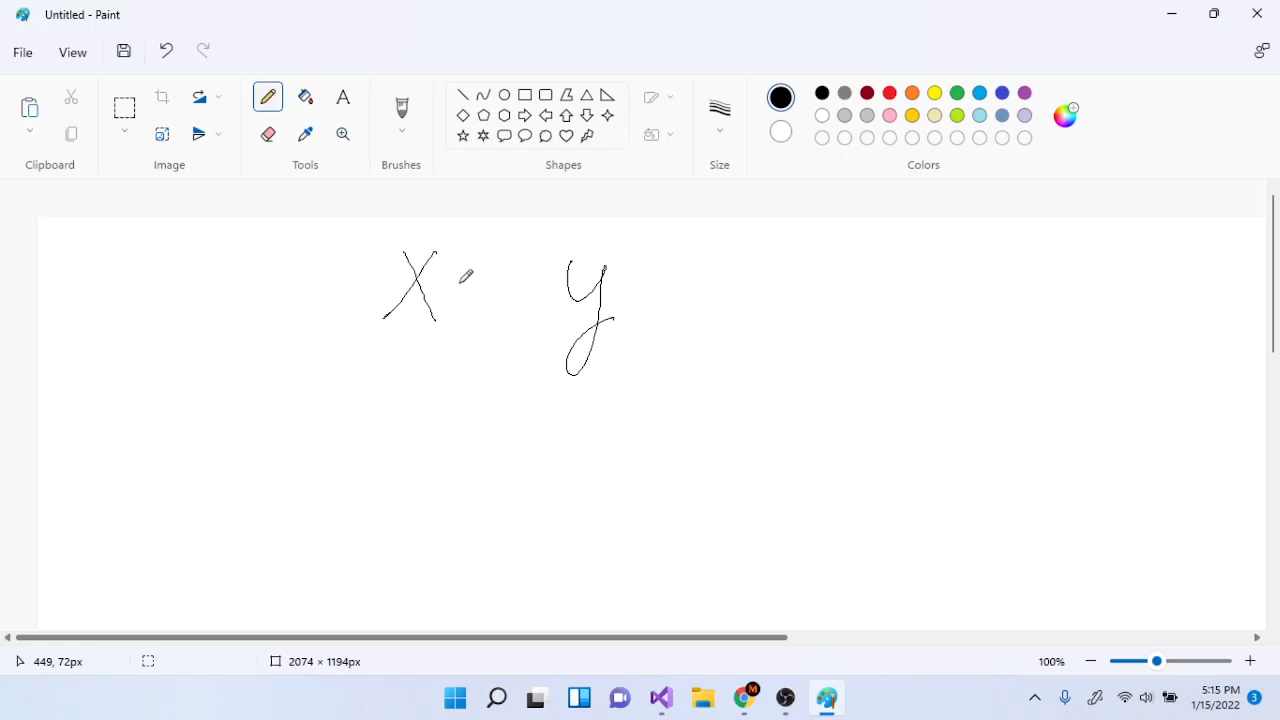 Untitled - Paint
File View
Clipboard Image Tools Brushes Shapes Size Colors
A
X y
449, 72px 2074 × 1194px 100%
M
5:15 PM
1/15/2022 3